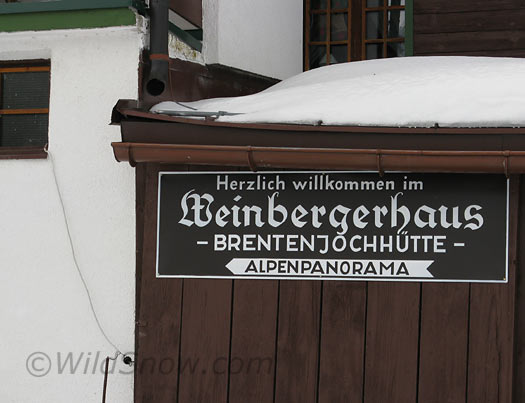 Herzlich willkommen im
Weinbergerhaus
- BRENTENJOCHHÜTTE -
ALPENPANORAMA
©WildSnow.com